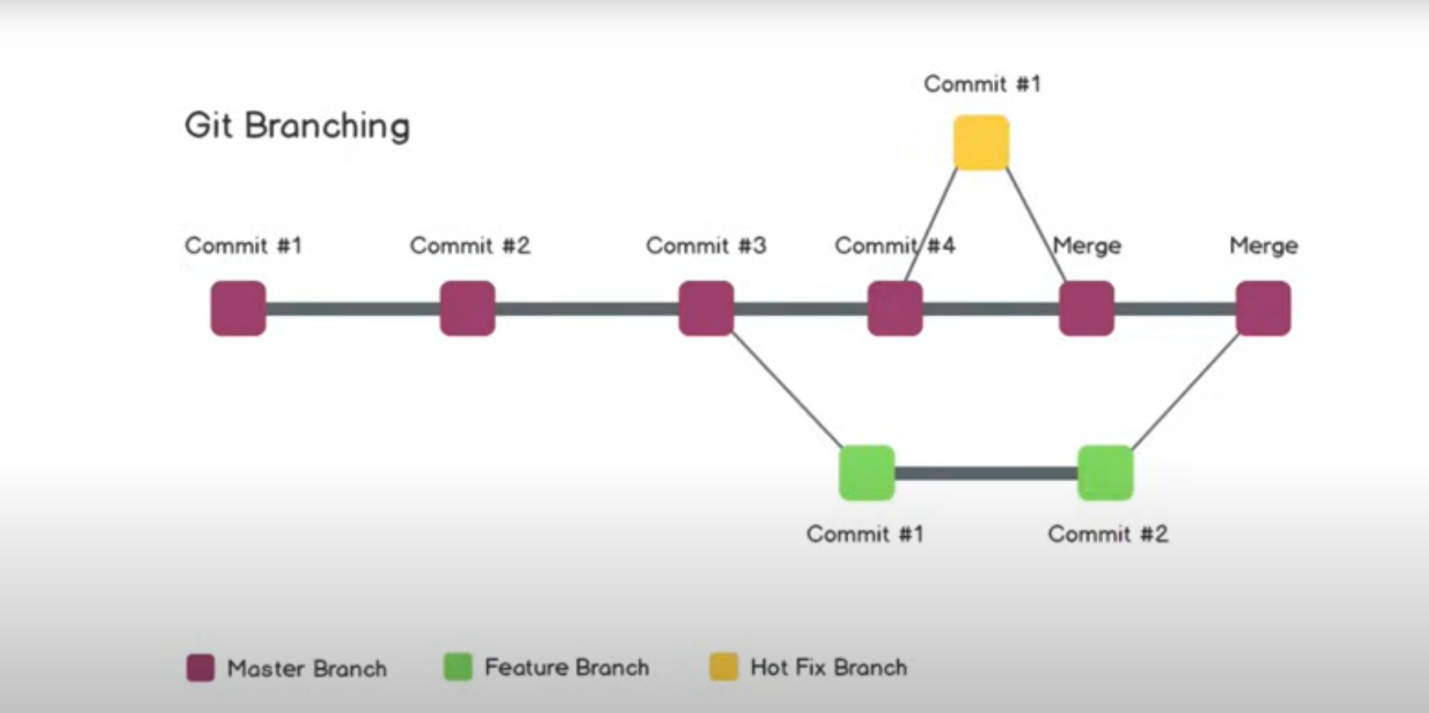 Git Branching
Commit #1
Commit #1
Commit #2
Commit #3
Commit #4
Merge
Merge
Commit #1
Commit #2
Master Branch
Feature Branch
Hot Fix Branch